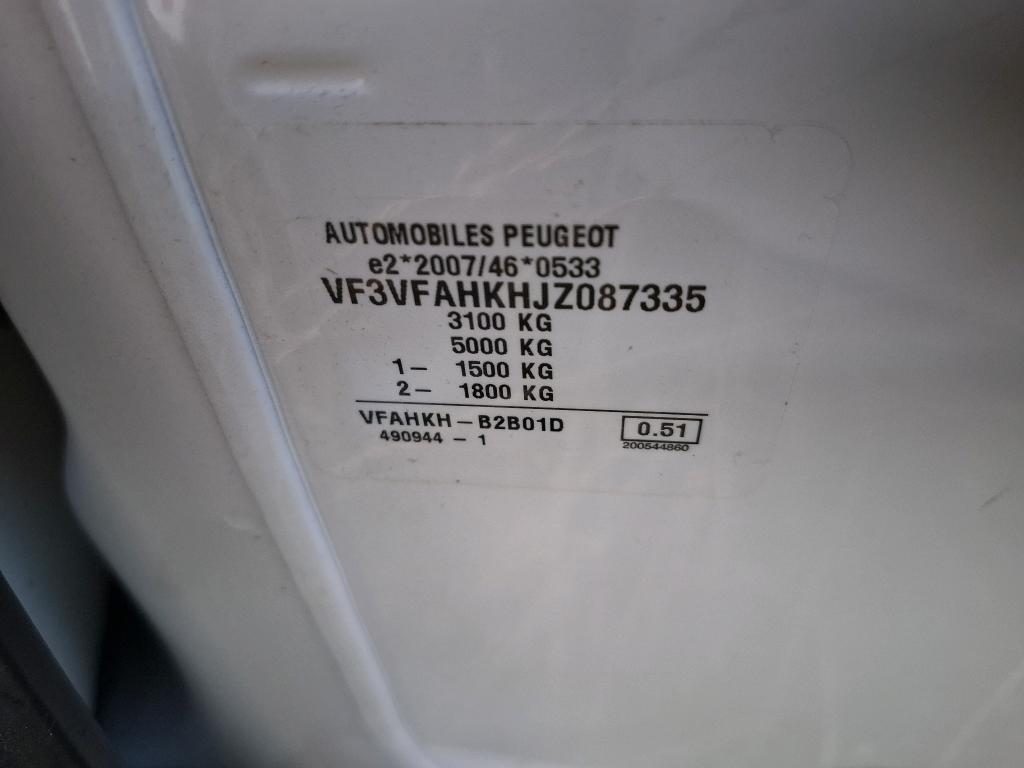 AUTOMOBILES PEUGEOT
e2*2007/46*0533
VF3VFAHKHJZ087335
3100 KG
5000 KG
1- 1500 KG
2- 1800 KG
VFAHKH-B2B01D
0.51
490944-1
200544860